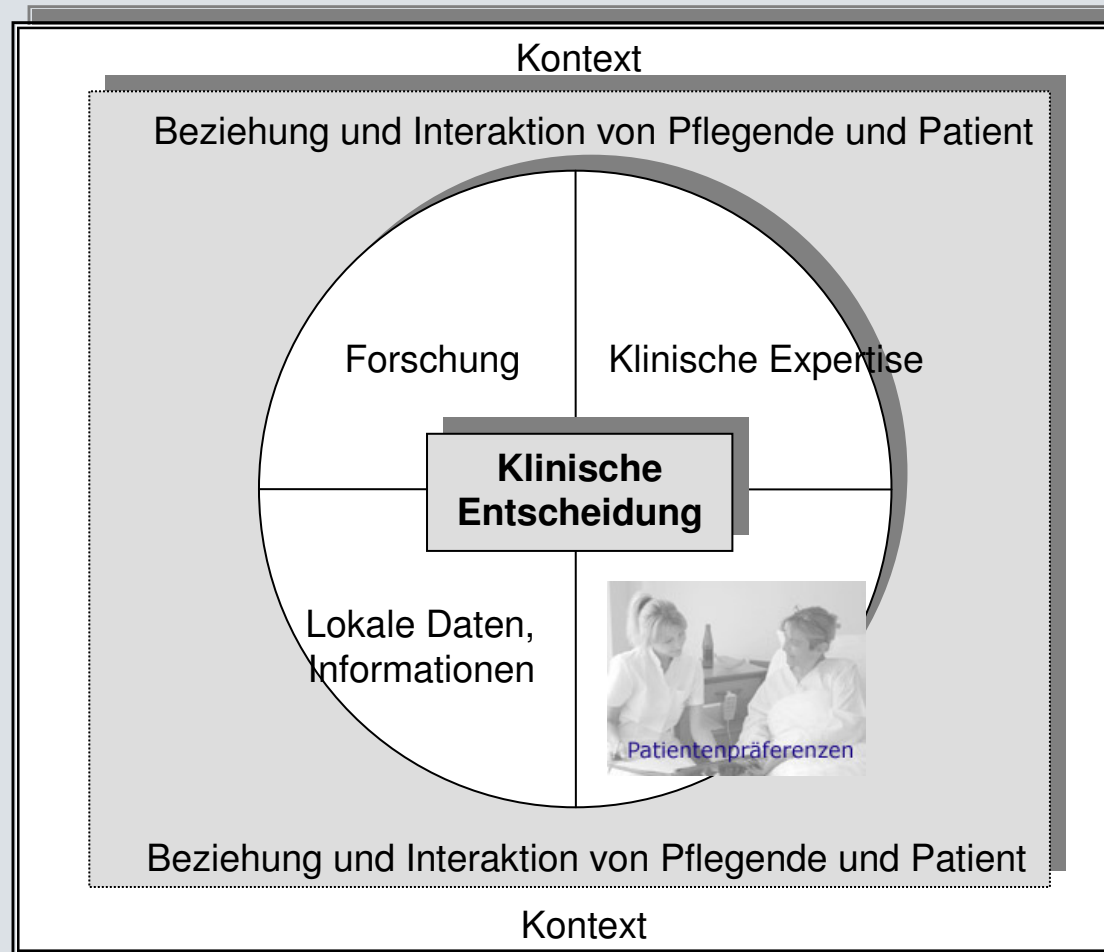 Kontext
Beziehung und Interaktion von Pflegende und Patient
Forschung
Klinische Expertise
Klinische
Entscheidung
Lokale Daten,
Informationen
Patientenpräferenzen
Beziehung und Interaktion von Pflegende und Patient
Kontext